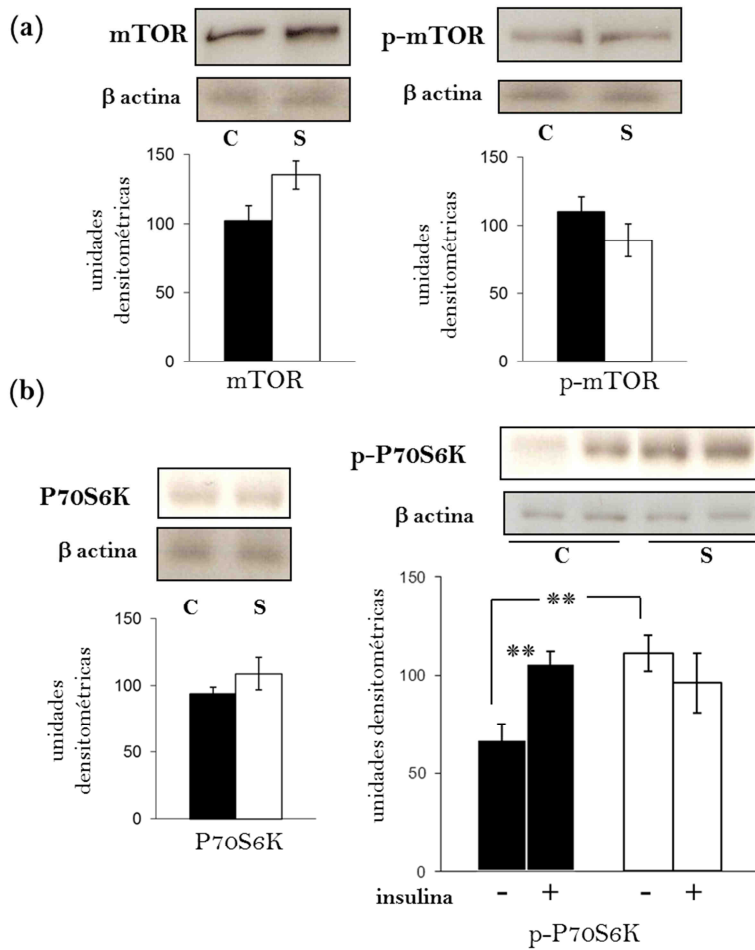 (a)
mTOR
β actina
C S
unidades
densitométricas
150
100
50
0
mTOR
p-mTOR
β actina
C S
unidades
densitométricas
150
100
50
0
p-mTOR
(b)
P70S6K
β actina
C S
unidades
densitométricas
150
100
50
0
P70S6K
p-P70S6K
β actina
C S
unidades densitométricas
150
100
50
0
**
**
insulina - + - +
p-P70S6K